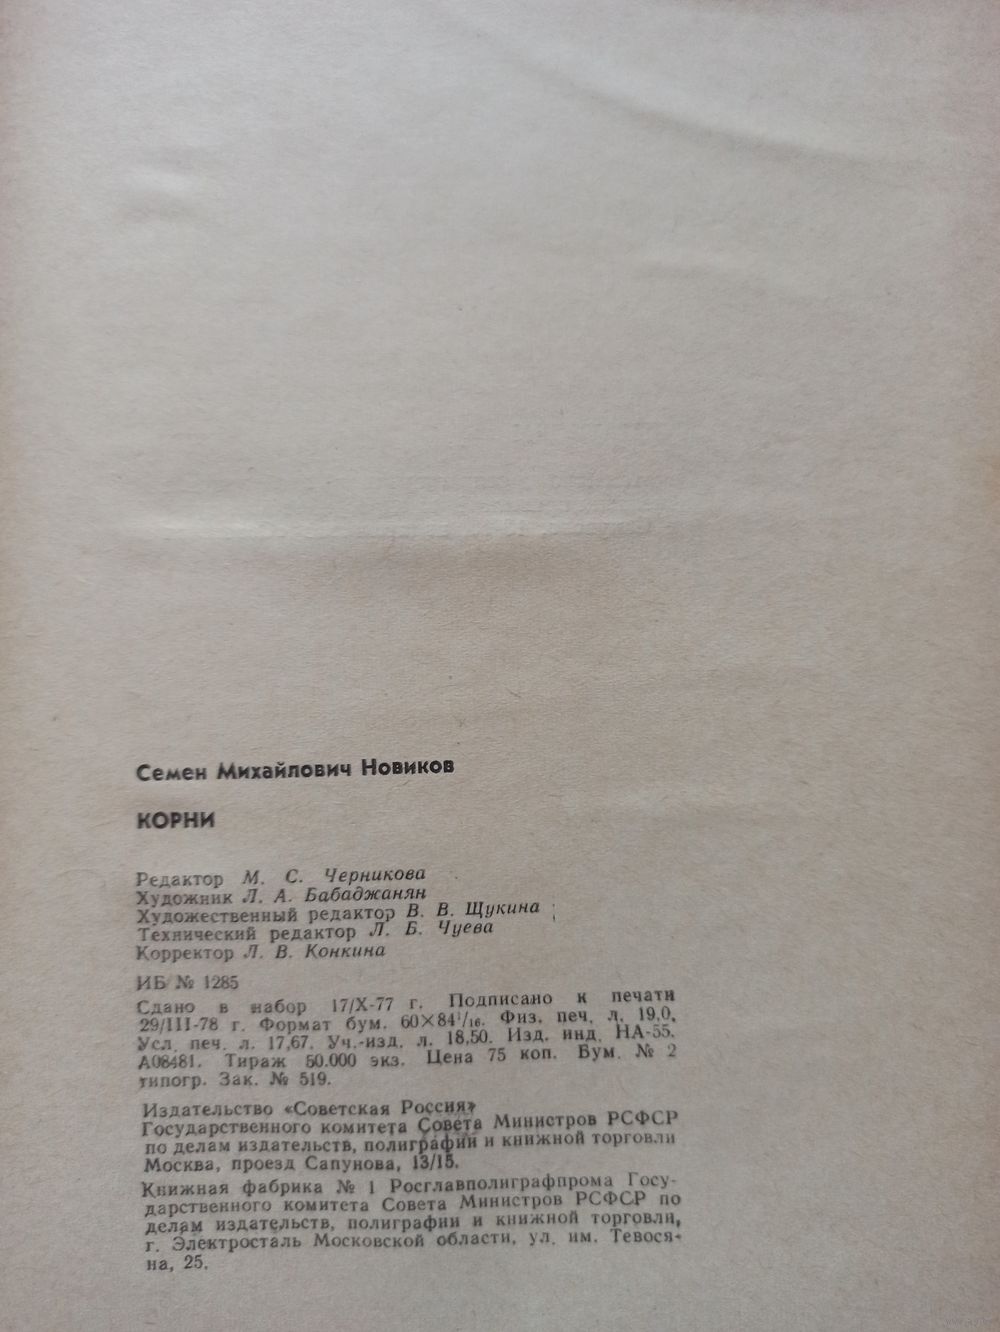 Семен Михайлович Новиков
КОРНИ
Редактор М. С. Черникова
Художник Л. А. Бабаджанян
Художественный редактор В. В. Щукина
Технический редактор Л. Б. Чуева
Корректор Л. В. Конкина
ИБ № 1285
Сдано в набор 17/X-77 г. Подписано к печати
29/III-78 г. Формат бум. 60×84¹/₁₆. Физ. печ. л. 19,0.
Усл. печ. л. 17,67. Уч.-изд. л. 18,50. Изд. инд. НА-55.
А08481. Тираж 50.000 экз. Цена 75 коп. Бум. № 2
типогр. Зак. № 519.
Издательство «Советская Россия»
Государственного комитета Совета Министров РСФСР
по делам издательств, полиграфии и книжной торговли
Москва, проезд Сапунова, 13/15.
Книжная фабрика № 1 Росглавполиграфпрома Госу-
дарственного комитета Совета Министров РСФСР по
делам издательств, полиграфии и книжной торговли,
г. Электросталь Московской области, ул. им. Тевося-
на, 25.